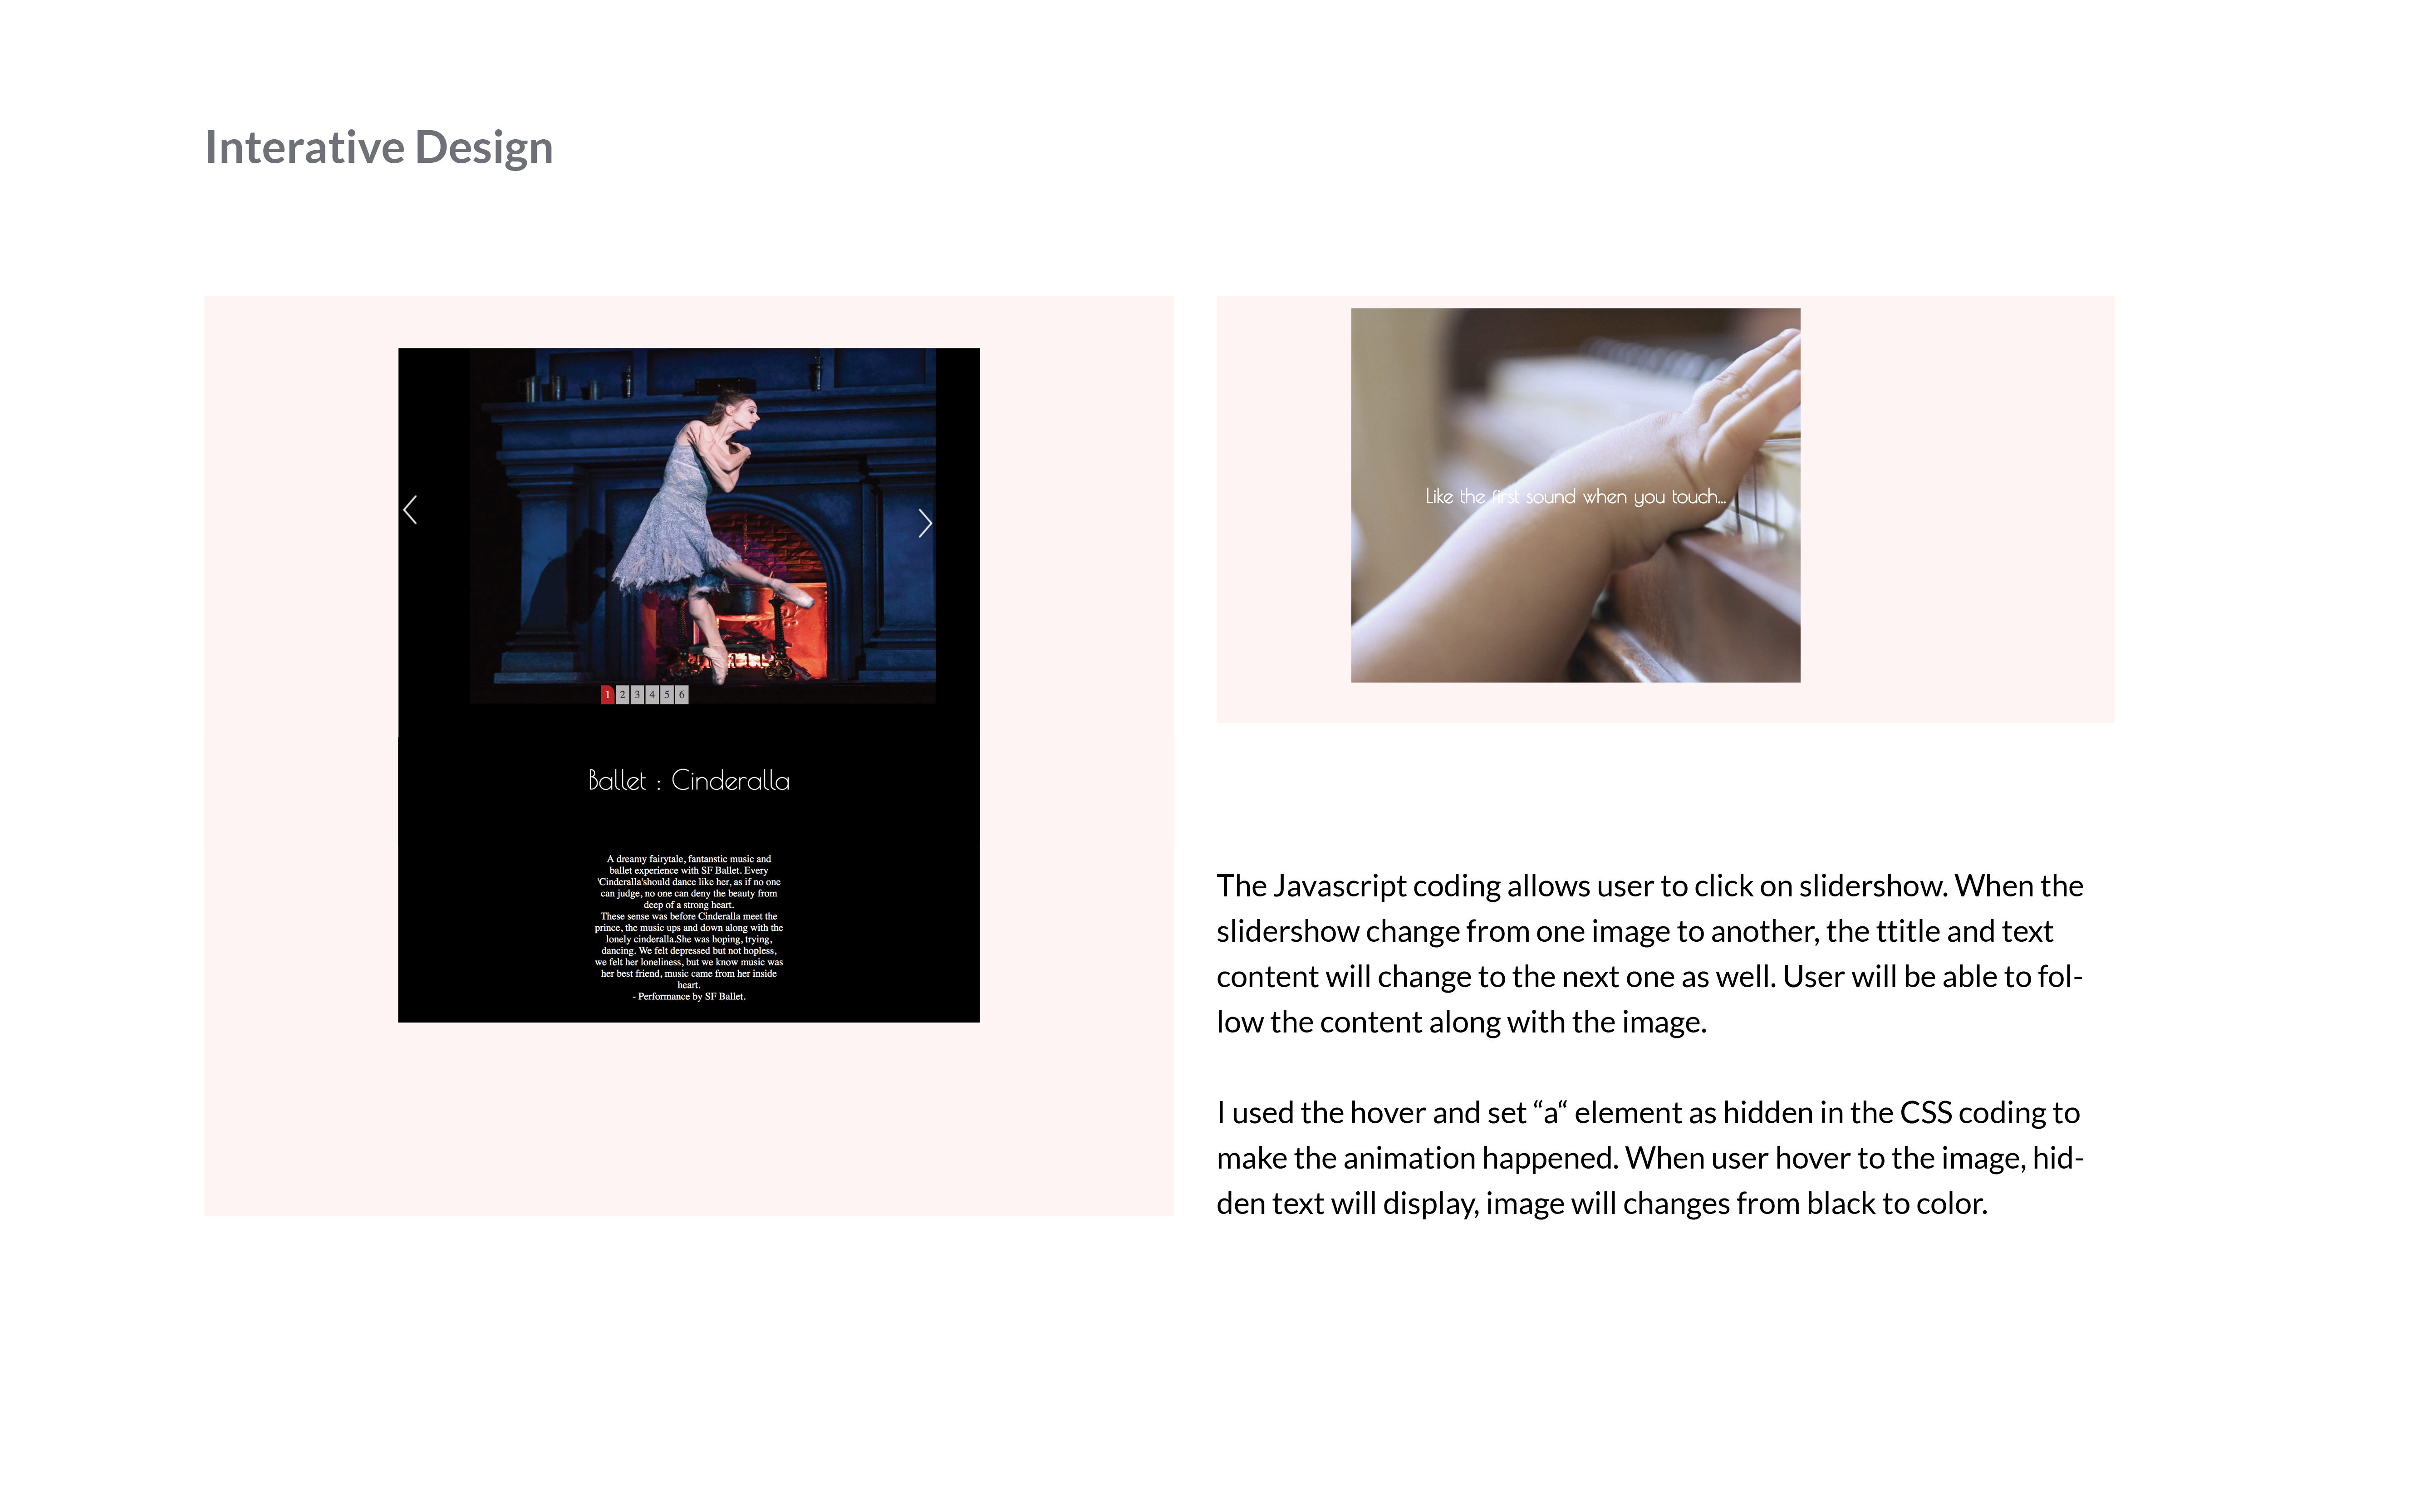 Interative Design
1 2 3 4 5 6
Ballet : Cinderalla
A dreamy fairytale, fantanstic music and
ballet experience with SF Ballet. Every
'Cinderalla'should dance like her, as if no one
can judge, no one can deny the beauty from
deep of a strong heart.
These sense was before Cinderalla meet the
prince, the music ups and down along with the
lonely cinderalla.She was hoping, trying,
dancing. We felt depressed but not hopless,
we felt her loneliness, but we know music was
her best friend, music came from her inside
heart.
- Performance by SF Ballet.
Like the first sound when you touch...
The Javascript coding allows user to click on slidershow. When the
slidershow change from one image to another, the ttitle and text
content will change to the next one as well. User will be able to fol-
low the content along with the image.
I used the hover and set “a“ element as hidden in the CSS coding to
make the animation happened. When user hover to the image, hid-
den text will display, image will changes from black to color.